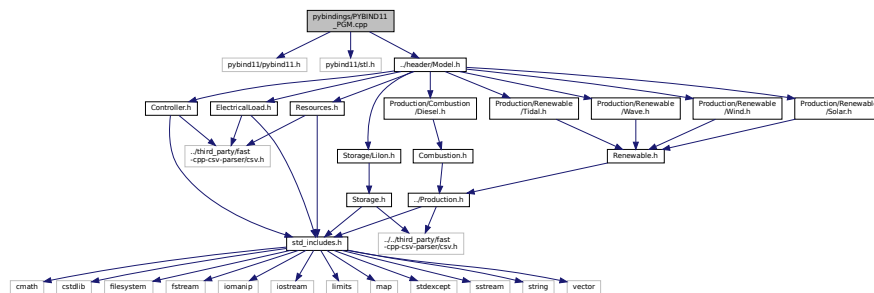 pybindings/PYBIND11
_PGM.cpp
pybind11/pybind11.h
pybind11/stl.h
../header/Model.h
Controller.h
ElectricalLoad.h
Resources.h
Production/Combustion
/Diesel.h
Production/Renewable
/Tidal.h
Production/Renewable
/Wave.h
Production/Renewable
/Wind.h
Production/Renewable
/Solar.h
../third_party/fast
-cpp-csv-parser/csv.h
Storage/LiIon.h
Combustion.h
Renewable.h
Storage.h
../Production.h
std_includes.h
../../third_party/fast
-cpp-csv-parser/csv.h
cmath
cstdlib
filesystem
fstream
iomanip
iostream
limits
map
stdexcept
sstream
string
vector